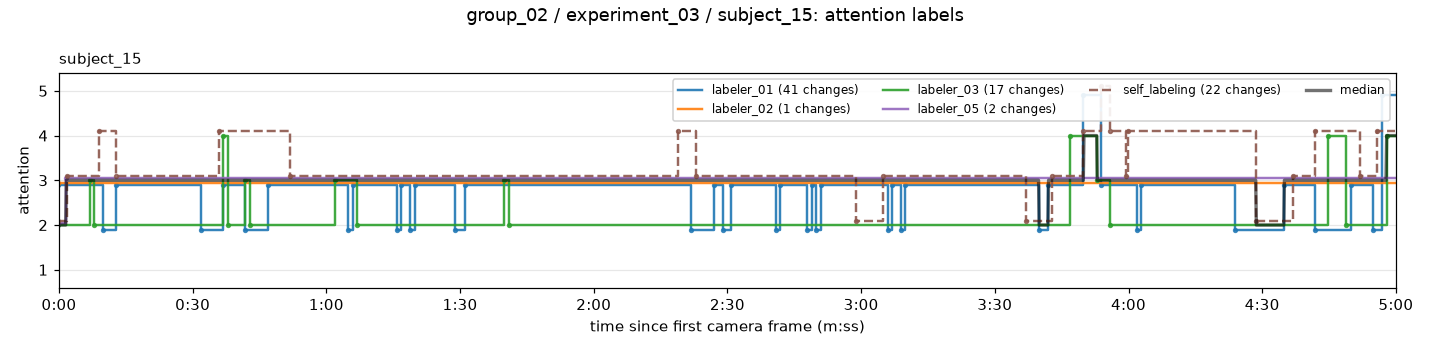 group_02 / experiment_03 / subject_15: attention labels
subject_15
labeler_01 (41 changes)
labeler_02 (1 changes)
labeler_03 (17 changes)
labeler_05 (2 changes)
self_labeling (22 changes)
median
attention
5
4
3
2
1
0:00 0:30 1:00 1:30 2:00 2:30 3:00 3:30 4:00 4:30 5:00
time since first camera frame (m:ss)